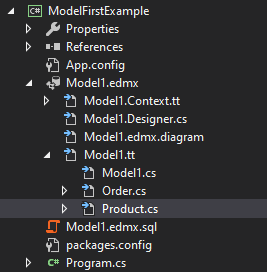 ModelFirstExample
Properties
References
App.config
Model1.edmx
Model1.Context.tt
Model1.Designer.cs
Model1.edmx.diagram
Model1.tt
Model1.cs
Order.cs
Product.cs
Model1.edmx.sql
packages.config
Program.cs